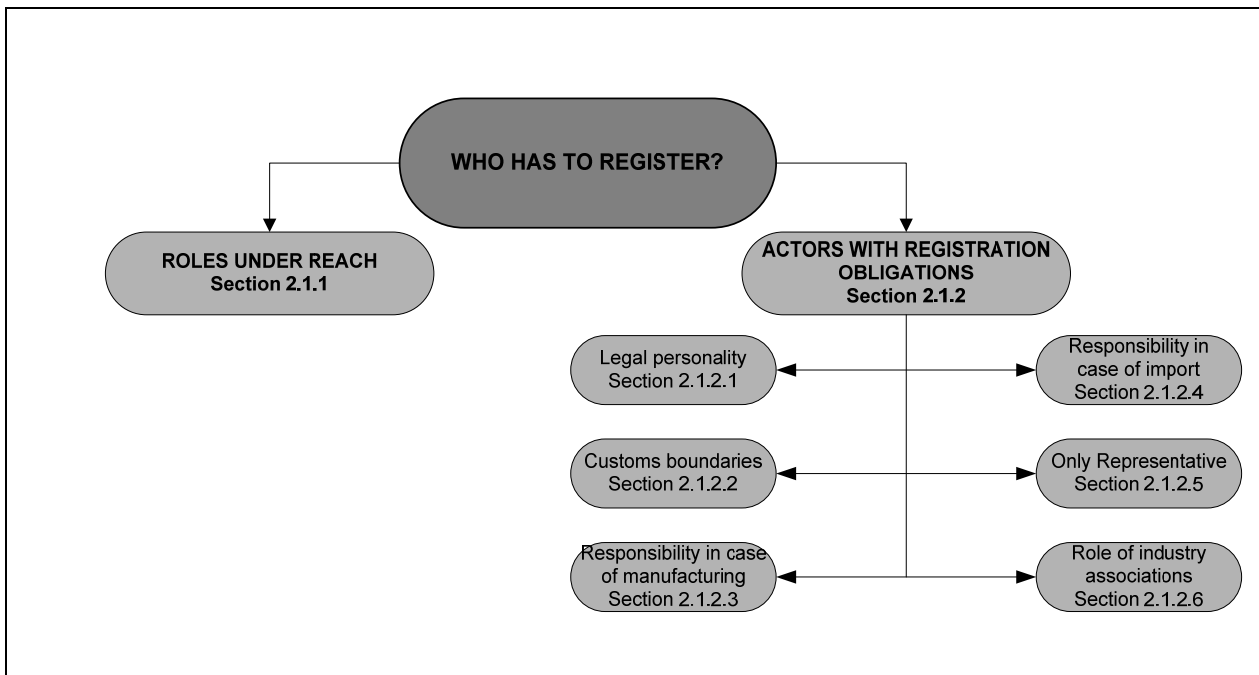 WHO HAS TO REGISTER?
ROLES UNDER REACH
Section 2.1.1
ACTORS WITH REGISTRATION
OBLIGATIONS
Section 2.1.2
Legal personality
Section 2.1.2.1
Responsibility in
case of import
Section 2.1.2.4
Customs boundaries
Section 2.1.2.2
Only Representative
Section 2.1.2.5
Responsibility in case
of manufacturing
Section 2.1.2.3
Role of industry
associations
Section 2.1.2.6